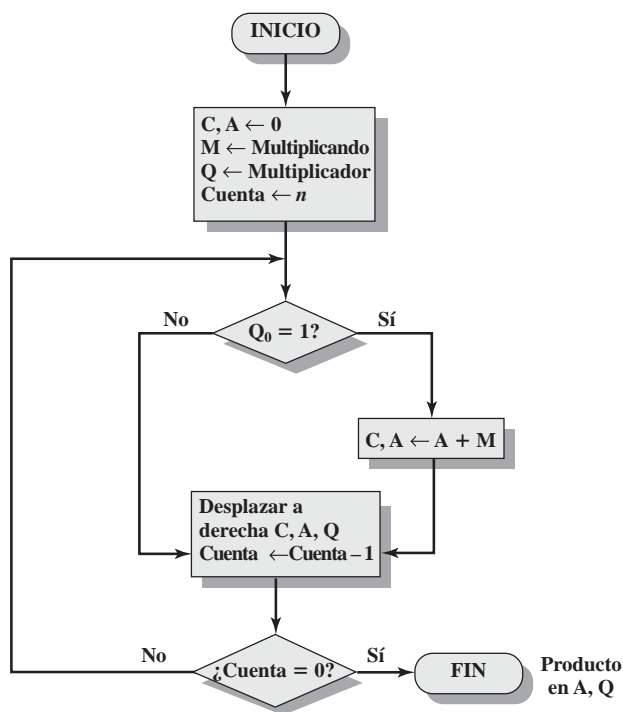 INICIO
C, A ← 0
M ← Multiplicando
Q ← Multiplicador
Cuenta ← n
No
Q₀ = 1?
Sí
C, A ← A + M
Desplazar a
derecha C, A, Q
Cuenta ← Cuenta – 1
No
¿Cuenta = 0?
Sí
FIN
Producto
en A, Q